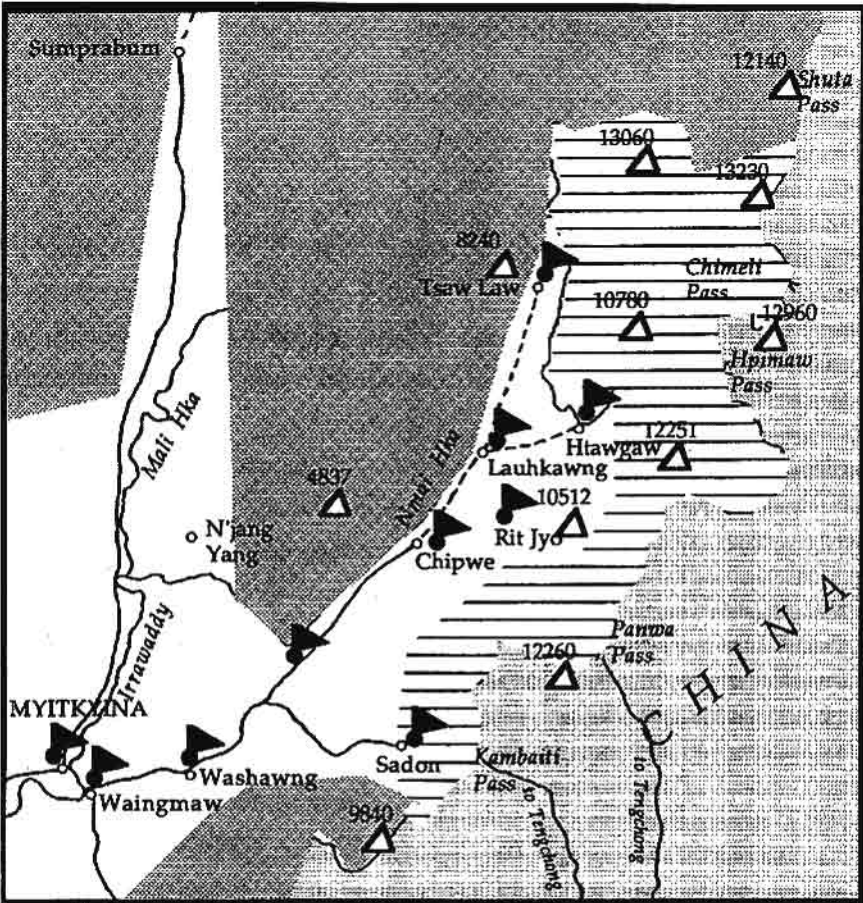 Sumprabum
12140
Shuta
Pass
13060
13230
8240
Tsaw Law
Chimeli
Pass
10780
12960
Hpimaw
Pass
Mali Hka
Nmai Hka
Htawgaw
12251
Lauhkawng
4837
10512
N'jang
Yang
Rit Jyo
Chipwe
CHINA
Irrawaddy
Panwa
Pass
12260
MYITKYINA
Sadon
Kambaiti
Pass
Washawng
Waingmaw
to Tengchong
to Tengchong
9840